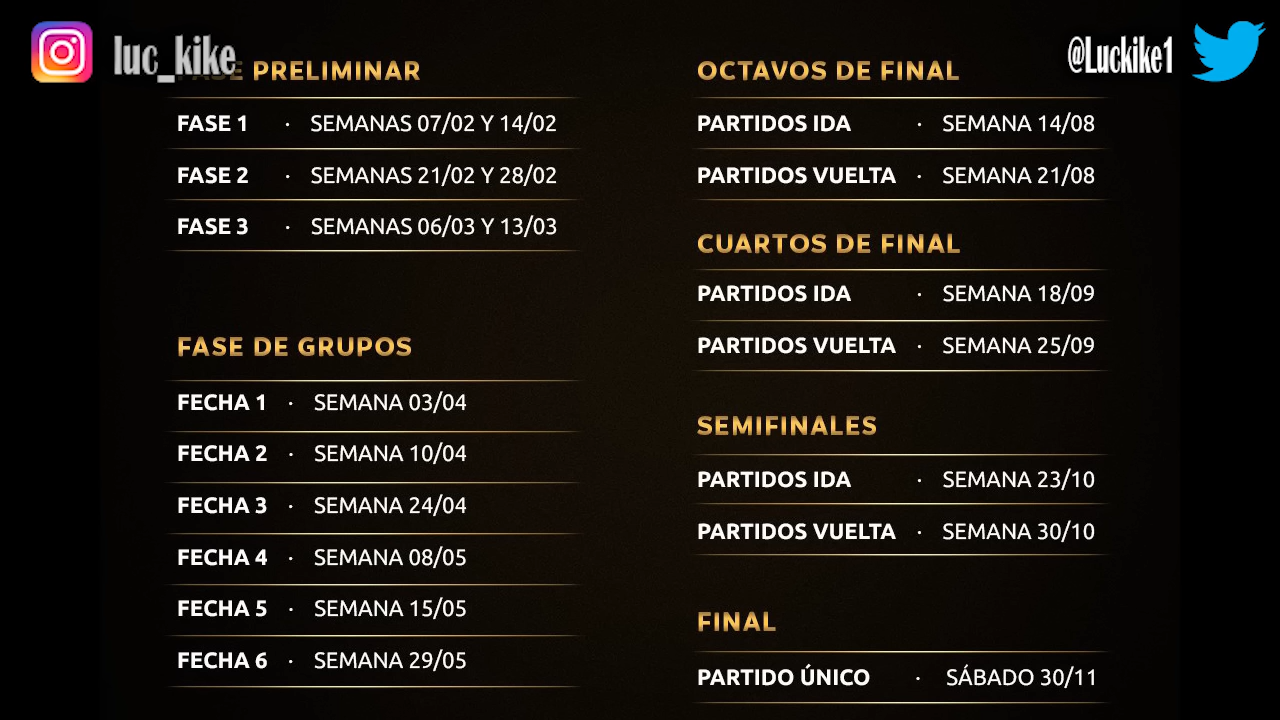 luc_kike
@Luckike1
FASE PRELIMINAR
FASE 1 · SEMANAS 07/02 Y 14/02
FASE 2 · SEMANAS 21/02 Y 28/02
FASE 3 · SEMANAS 06/03 Y 13/03
FASE DE GRUPOS
FECHA 1 · SEMANA 03/04
FECHA 2 · SEMANA 10/04
FECHA 3 · SEMANA 24/04
FECHA 4 · SEMANA 08/05
FECHA 5 · SEMANA 15/05
FECHA 6 · SEMANA 29/05
OCTAVOS DE FINAL
PARTIDOS IDA · SEMANA 14/08
PARTIDOS VUELTA · SEMANA 21/08
CUARTOS DE FINAL
PARTIDOS IDA · SEMANA 18/09
PARTIDOS VUELTA · SEMANA 25/09
SEMIFINALES
PARTIDOS IDA · SEMANA 23/10
PARTIDOS VUELTA · SEMANA 30/10
FINAL
PARTIDO ÚNICO · SÁBADO 30/11